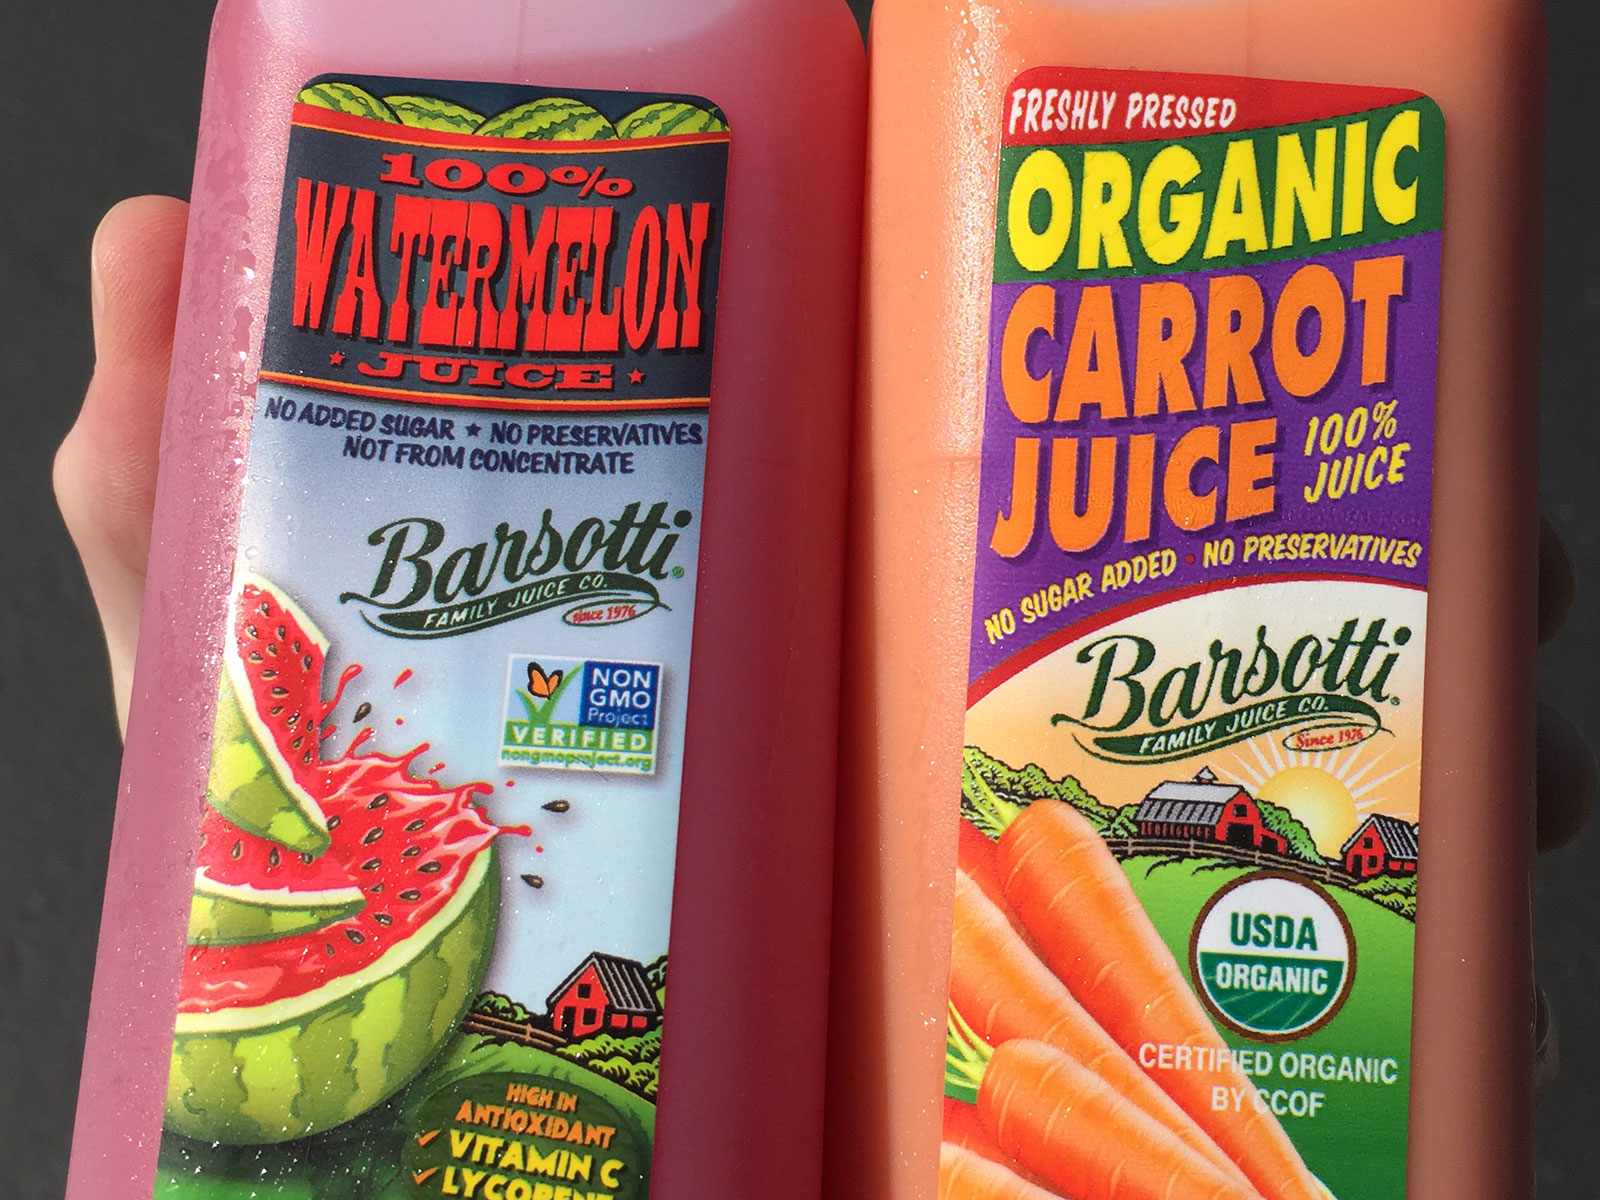 100%
WATERMELON
★ JUICE ★
NO ADDED SUGAR ★ NO PRESERVATIVES
NOT FROM CONCENTRATE
Barsotti
FAMILY JUICE CO.
since 1976
NON
GMO
Project
VERIFIED
nongmoproject.org
HIGH IN
ANTIOXIDANT
✓ VITAMIN C
✓ LYCOPENE
FRESHLY PRESSED
ORGANIC
CARROT
JUICE
100%
JUICE
NO SUGAR ADDED • NO PRESERVATIVES
Barsotti
FAMILY JUICE CO.
Since 1976
USDA
ORGANIC
CERTIFIED ORGANIC
BY CCOF